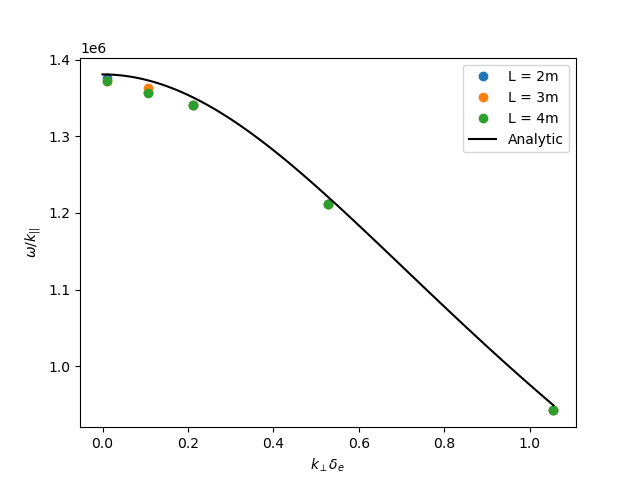 1e6
1.4
1.3
1.2
1.1
1.0
ω/k||
L = 2m
L = 3m
L = 4m
Analytic
0.0 0.2 0.4 0.6 0.8 1.0
k⊥δe